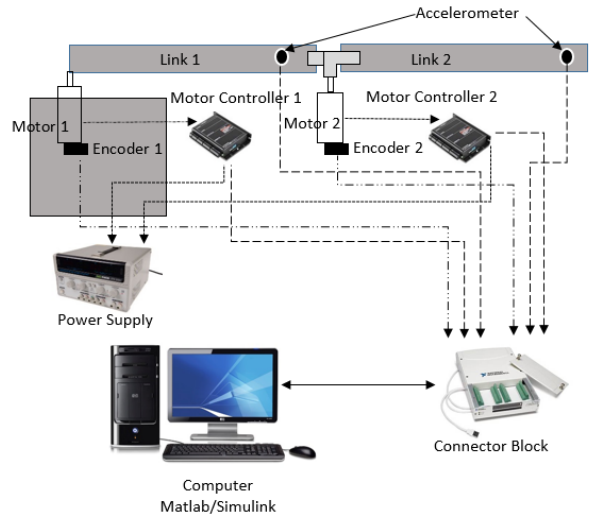 Accelerometer
Link 1
Link 2
Motor Controller 1
Motor Controller 2
Motor 1
Motor 2
Encoder 1
Encoder 2
Power Supply
Connector Block
Computer
Matlab/Simulink